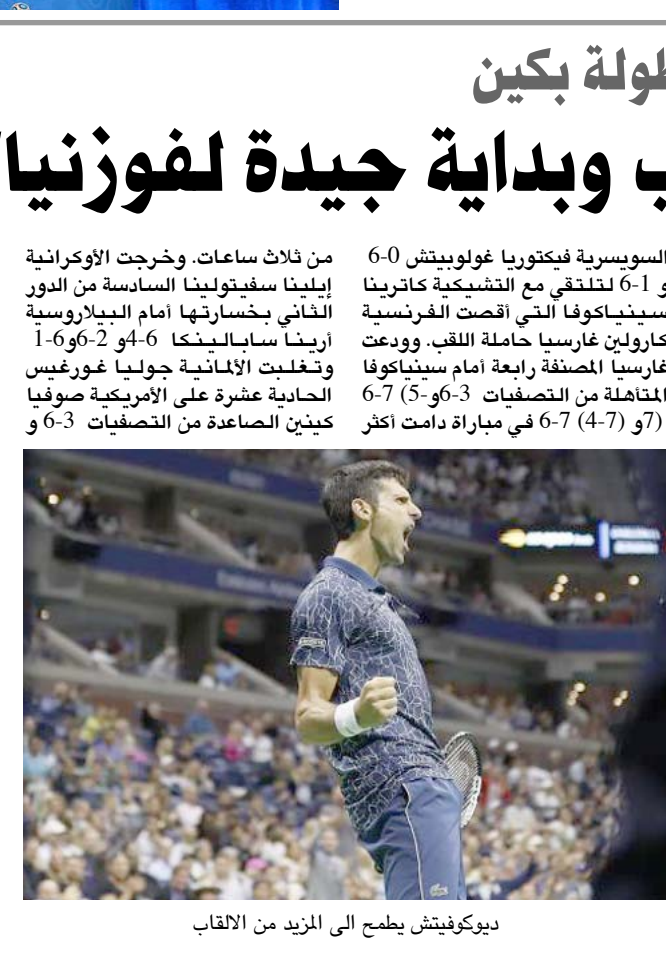 طولة بكين
ب وبداية جيدة لفوزنيا
السويسرية فيكتوريا غولوبيتش 0-6
و 1-6 لتلتقي مع التشيكية كاترينا
سينياكوفا التي أقصت الفرنسية
كارولين غارسيا حاملة اللقب. وودعت
غارسيا المصنفة رابعة أمام سينياكوفا
المتأهلة من التصفيات 3-6و -5) 7-6
(7و (7-4) 7-6 في مباراة دامت أكثر
من ثلاث ساعات. وخرجت الأوكرانية
إيلينا سفيتولينا السادسة من الدور
الثاني بخسارتها أمام البيلاروسية
أرينا سابالينكا 6-4و 2-6و6-1
وتغلبت الألمانية جوليا غورغيس
الحادية عشرة على الأمريكية صوفيا
كينين الصاعدة من التصفيات 3-6 و
ديوكوفيتش يطمح الى المزيد من الالقاب